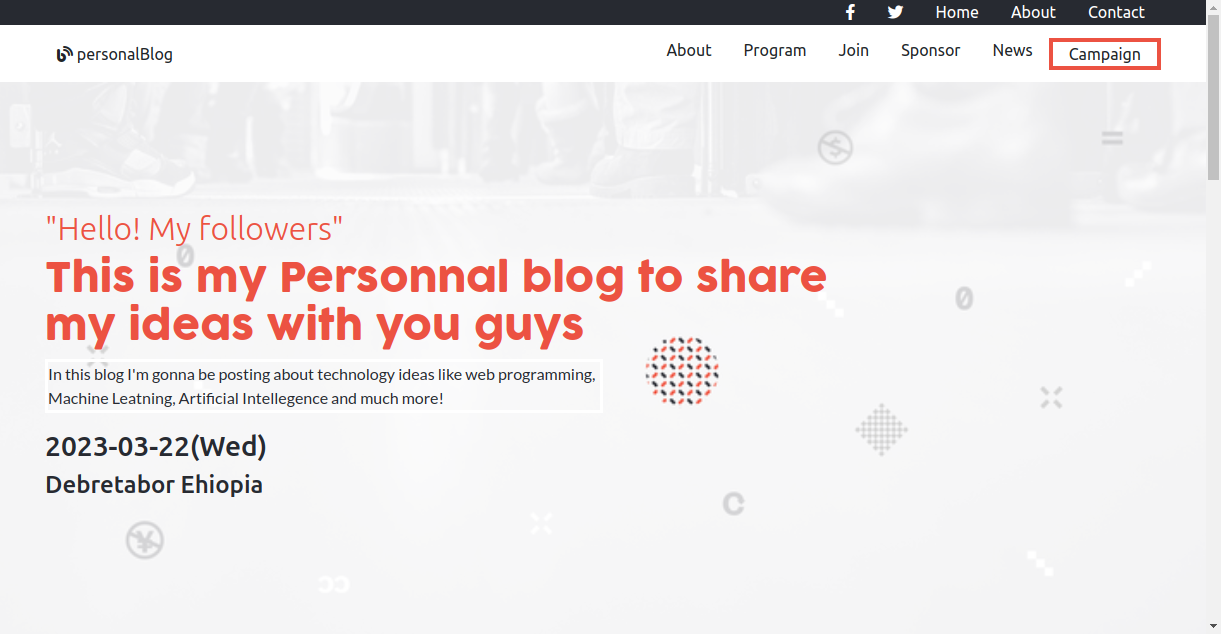 Home About Contact
personalBlog About Program Join Sponsor News Campaign
"Hello! My followers"
This is my Personnal blog to share
my ideas with you guys
In this blog I'm gonna be posting about technology ideas like web programming,
Machine Leatning, Artificial Intellegence and much more!
2023-03-22(Wed)
Debretabor Ehiopia